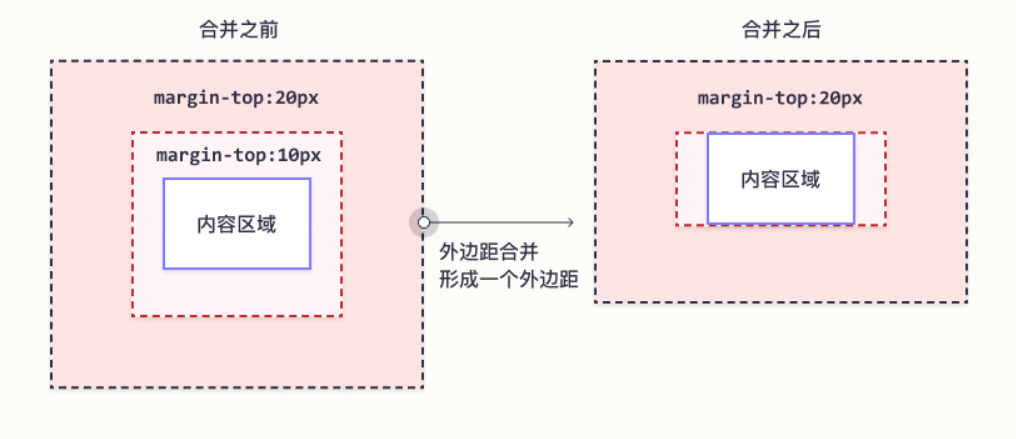 合并之前
合并之后
margin-top:20px
margin-top:10px
内容区域
外边距合并
形成一个外边距
margin-top:20px
内容区域